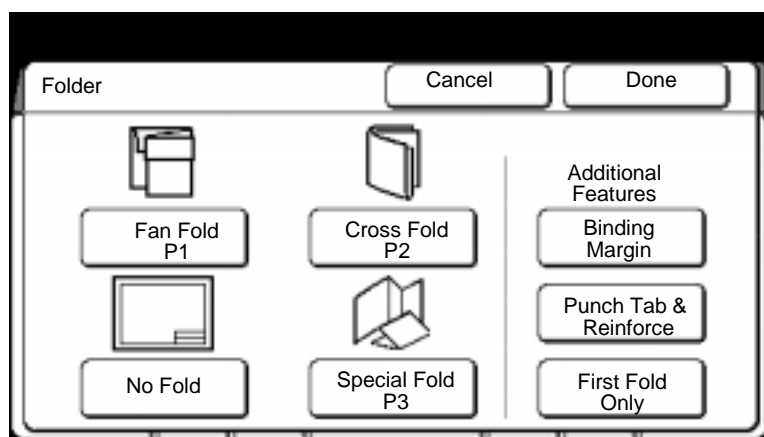 Folder
Cancel
Done
Fan Fold
P1
Cross Fold
P2
No Fold
Special Fold
P3
Additional
Features
Binding
Margin
Punch Tab &
Reinforce
First Fold
Only